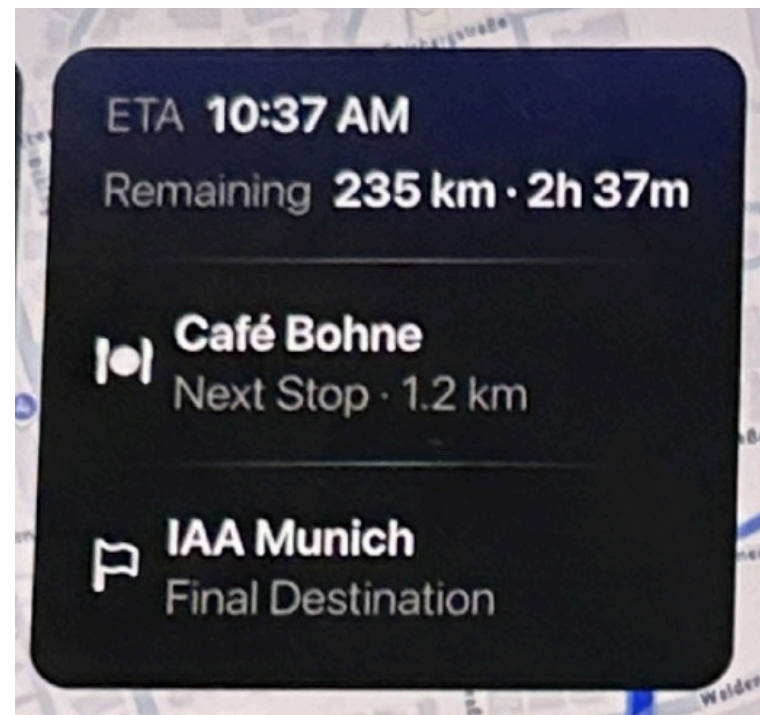 ETA 10:37 AM
Remaining 235 km · 2h 37m
Café Bohne
Next Stop · 1.2 km
IAA Munich
Final Destination